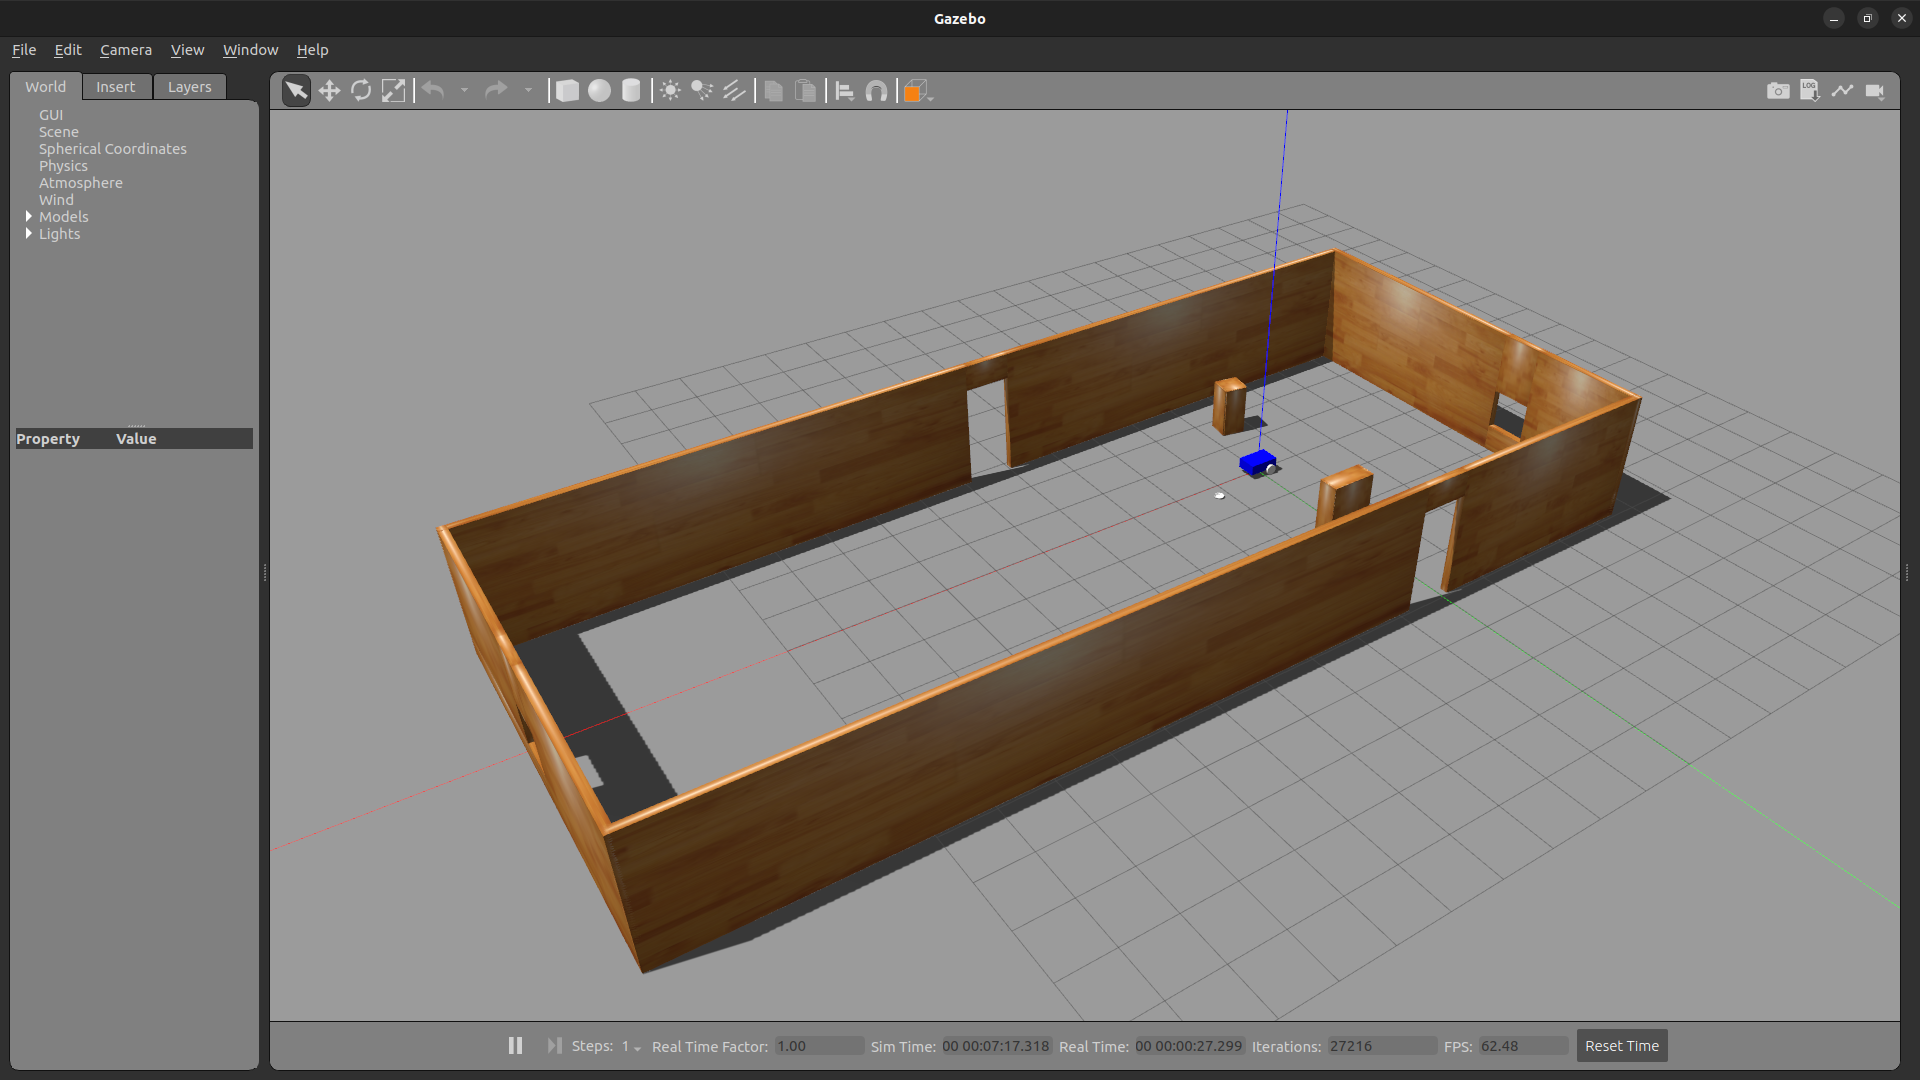 Gazebo
File Edit Camera View Window Help
World Insert Layers
GUI
Scene
Spherical Coordinates
Physics
Atmosphere
Wind
Models
Lights
Property Value
LOG
Steps: 1 Real Time Factor: 1.00 Sim Time: 00 00:07:17.318 Real Time: 00 00:00:27.299 Iterations: 27216 FPS: 62.48 Reset Time